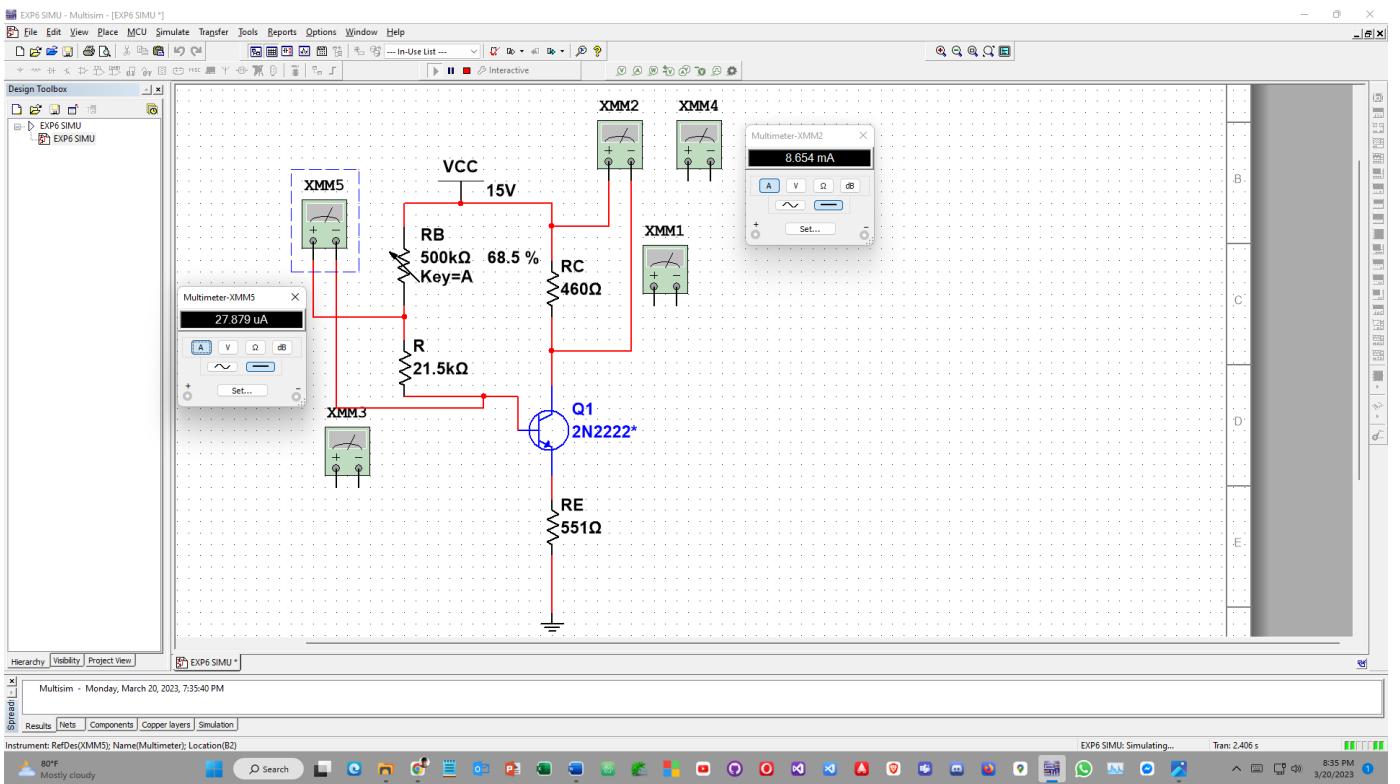 EXP6 SIMU - Multisim - [EXP6 SIMU *]
File Edit View Place MCU Simulate Transfer Tools Reports Options Window Help
--- In-Use List ---
Interactive
Design Toolbox
EXP6 SIMU
EXP6 SIMU
XMM2
XMM4
Multimeter-XMM2
8.654 mA
A V Ω dB
Set...
+ −
B
VCC
15V
XMM5
+ −
RB
500kΩ 68.5 %
Key=A
XMM1
+ −
RC
460Ω
C
Multimeter-XMM5
27.879 uA
A V Ω dB
Set...
+ −
R
21.5kΩ
XMM3
+ −
Q1
2N2222*
D
RE
551Ω
E
Hierarchy Visibility Project View
EXP6 SIMU *
Multisim - Monday, March 20, 2023, 7:35:40 PM
Spreads
Results Nets Components Copper layers Simulation
Instrument: RefDes(XMM5); Name(Multimeter); Location(B2)
EXP6 SIMU: Simulating...
Tran: 2.406 s
80°F
Mostly cloudy
Search
8:35 PM
3/20/2023
1